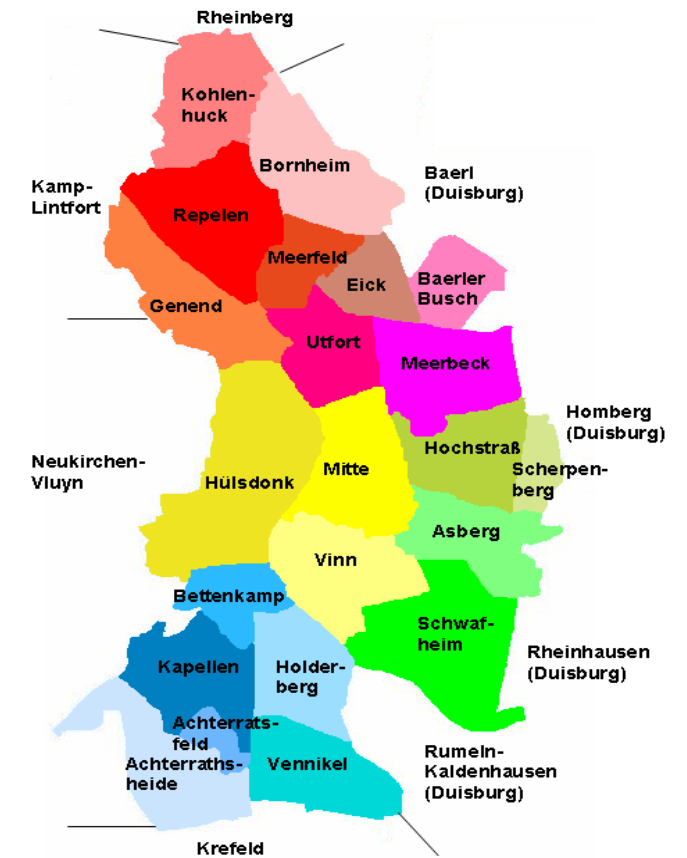 Rheinberg
Kohlen-
huck
Bornheim
Baerl
(Duisburg)
Kamp-
Lintfort
Repelen
Meerfeld
Eick
Baerler
Busch
Genend
Utfort
Meerbeck
Homberg
(Duisburg)
Hochstraß
Scherpen-
berg
Neukirchen-
Vluyn
Hülsdonk
Mitte
Asberg
Vinn
Bettenkamp
Schwaf-
heim
Rheinhausen
(Duisburg)
Kapellen
Holder-
berg
Achterrats-
feld
Achterraths-
heide
Vennikel
Rumeln-
Kaldenhausen
(Duisburg)
Krefeld